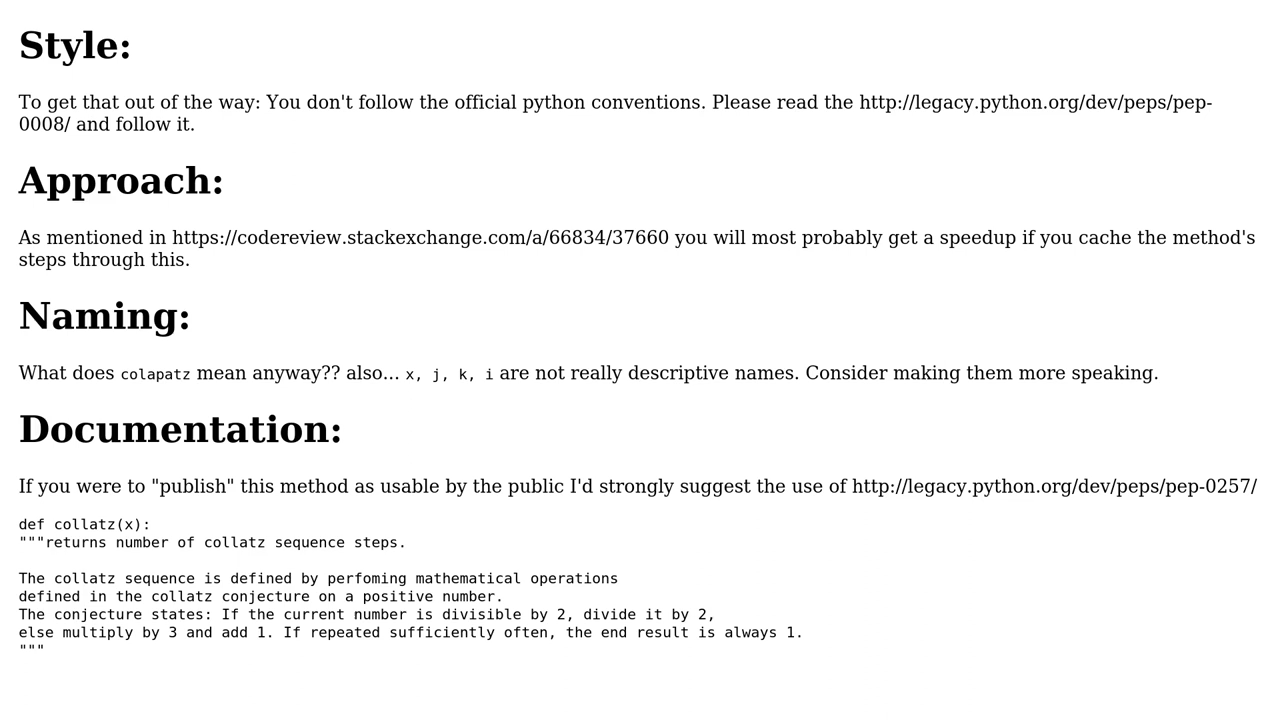 Style:
To get that out of the way: You don't follow the official python conventions. Please read the http://legacy.python.org/dev/peps/pep-
0008/ and follow it.
Approach:
As mentioned in https://codereview.stackexchange.com/a/66834/37660 you will most probably get a speedup if you cache the method's
steps through this.
Naming:
What does colapatz mean anyway?? also... x, j, k, i are not really descriptive names. Consider making them more speaking.
Documentation:
If you were to "publish" this method as usable by the public I'd strongly suggest the use of http://legacy.python.org/dev/peps/pep-0257/
def collatz(x):
"""returns number of collatz sequence steps.
The collatz sequence is defined by perfoming mathematical operations
defined in the collatz conjecture on a positive number.
The conjecture states: If the current number is divisible by 2, divide it by 2,
else multiply by 3 and add 1. If repeated sufficiently often, the end result is always 1.
"""